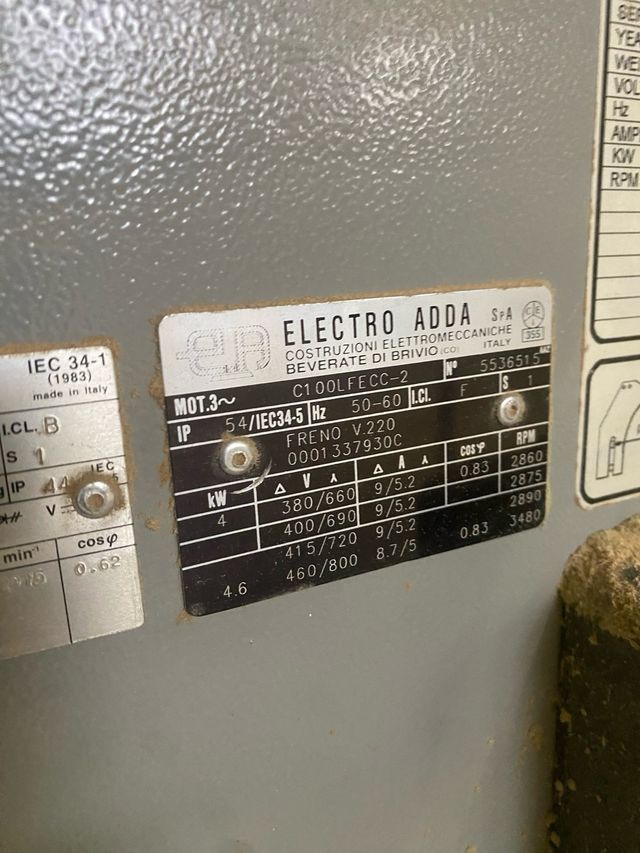 SE
YEA
WEI
VOL
Hz
AMP
KW
RPM
ELECTRO ADDA SpA
COSTRUZIONI ELETTROMECCANICHE
BEVERATE DI BRIVIO (CO) ITALY
355
MOT.3~ C100LFECC-2 N° 5536515
IP 54/IEC34-5 Hz 50-60 I.Cl. F S 1
FRENO V.220
0001337930C
kW Δ V ⅄ Δ A ⅄ cosφ RPM
4 380/660 9/5.2 0.83 2860
400/690 9/5.2 2875
415/720 9/5.2 2890
4.6 460/800 8.7/5 0.83 3480
IEC 34-1
(1983)
made in Italy
I.CL. B
S 1
IP 44 IEC
V
min⁻¹ cosφ
0.62